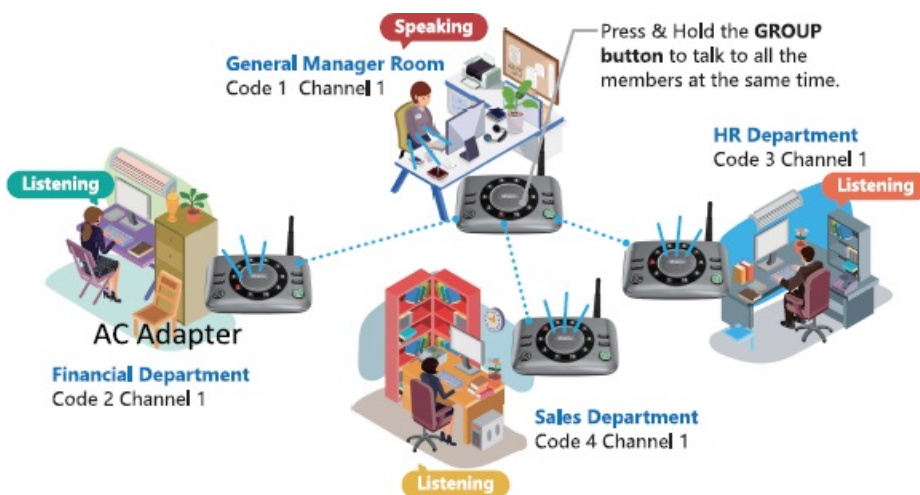 Speaking
General Manager Room
Code 1 Channel 1
Press & Hold the GROUP
button to talk to all the
members at the same time.
HR Department
Code 3 Channel 1
Listening
Listening
AC Adapter
Financial Department
Code 2 Channel 1
Sales Department
Code 4 Channel 1
Listening